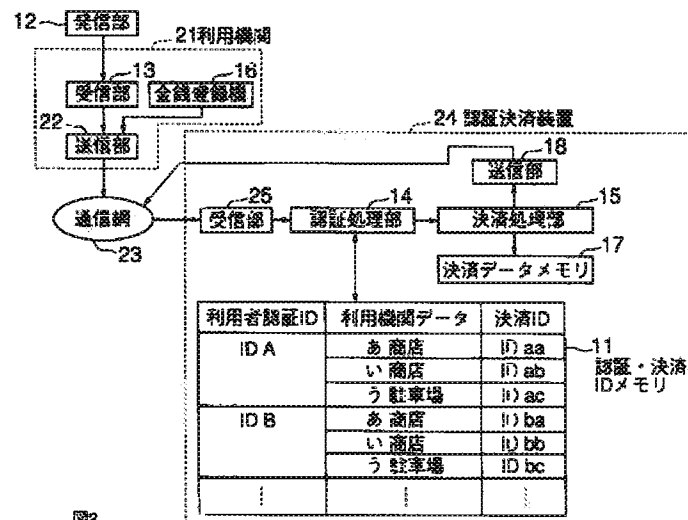 12 発信部
21利用機関
13 16
受信部 金銭登録機
22
送信部
24 認証決済装置
18
送信部
通信網
23
25 14 15
受信部 認証処理部 決済処理部
17
決済データメモリ
利用者認証ID 利用機関データ 決済ID
ID A あ 商店 ID aa
い 商店 ID ab
う 駐車場 ID ac
ID B あ 商店 ID ba
い 商店 ID bb
う 駐車場 ID bc
11
認証・決済
IDメモリ
図2